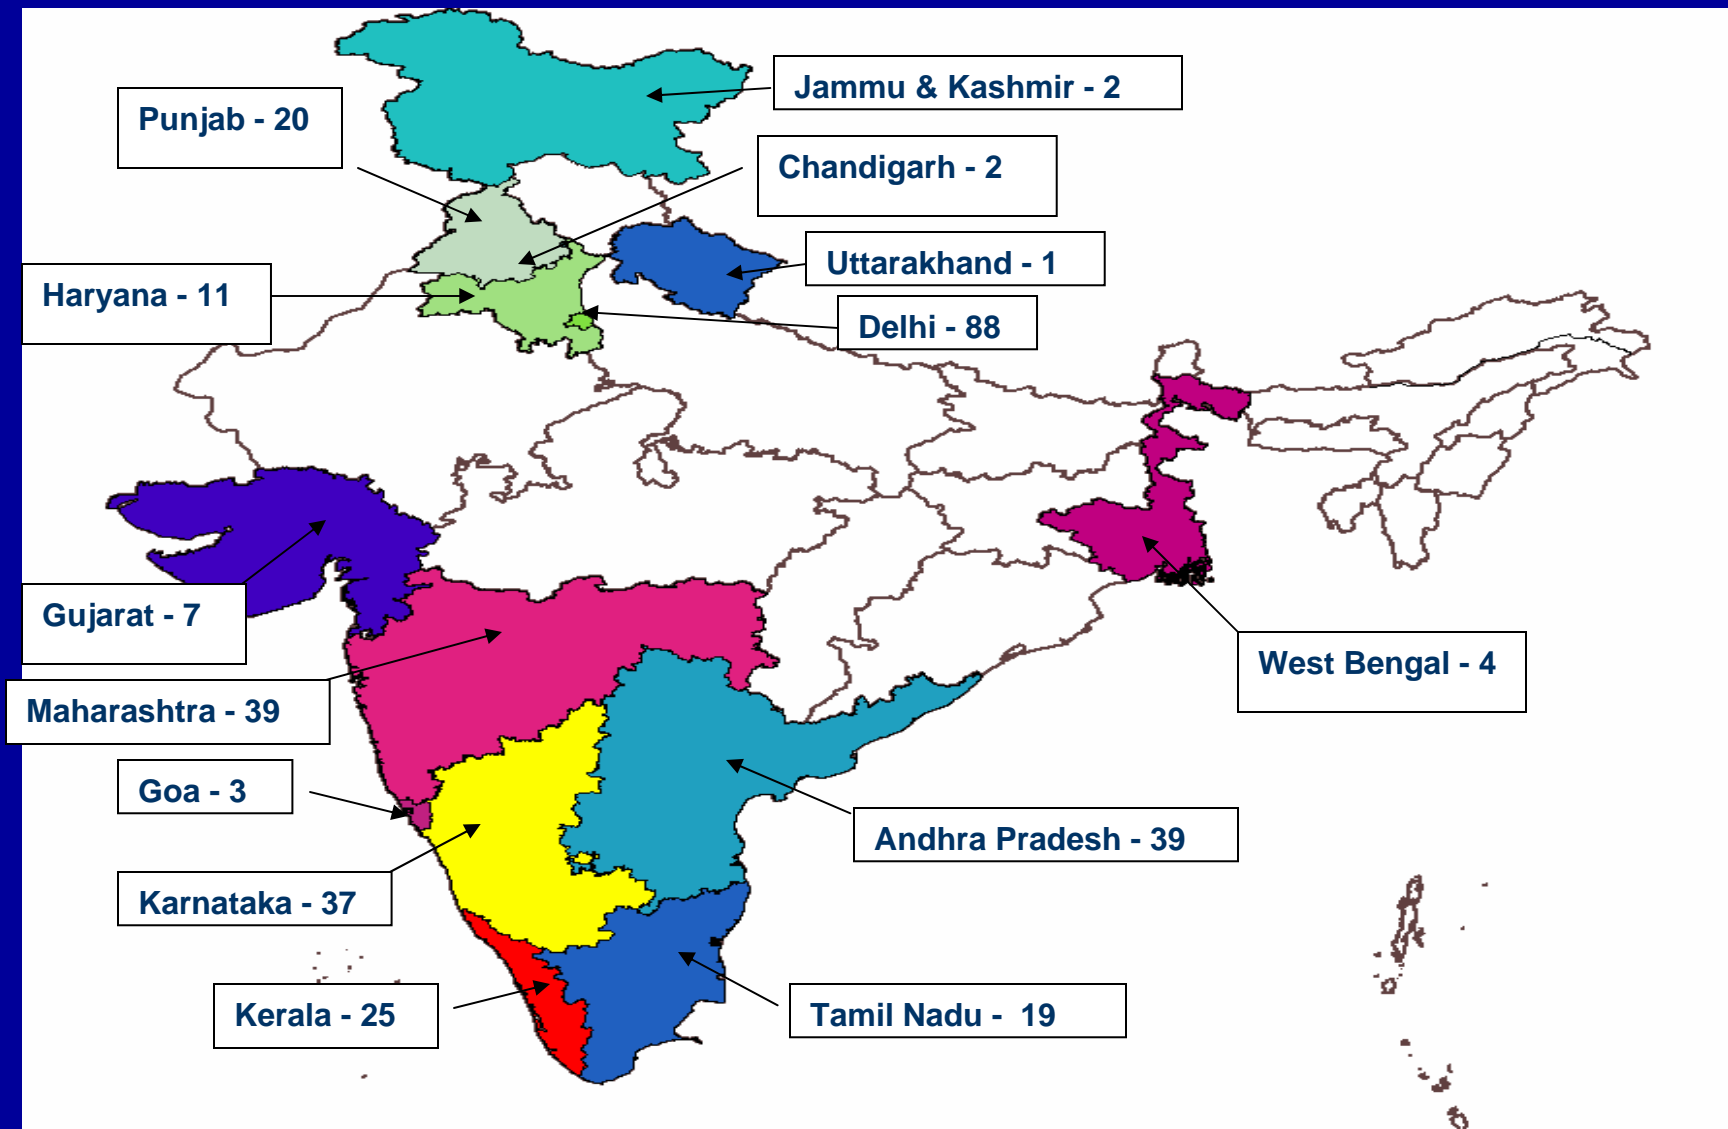 Jammu & Kashmir - 2
Punjab - 20
Chandigarh - 2
Uttarakhand - 1
Haryana - 11
Delhi - 88
Gujarat - 7
West Bengal - 4
Maharashtra - 39
Goa - 3
Andhra Pradesh - 39
Karnataka - 37
Kerala - 25
Tamil Nadu -  19